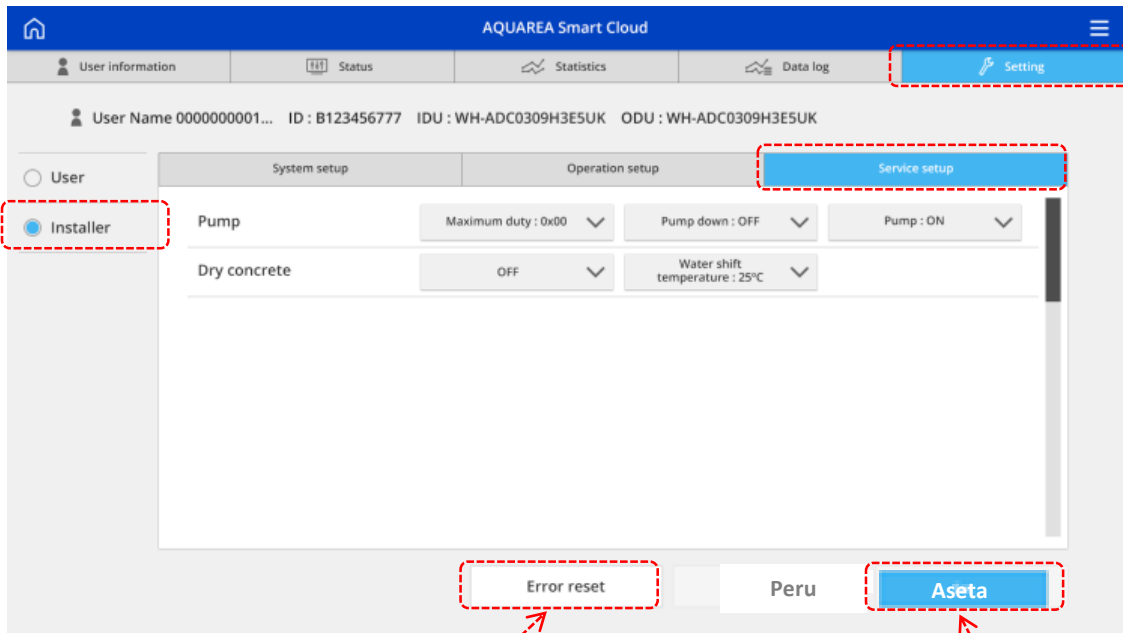 AQUAREA Smart Cloud
User information Status Statistics Data log Setting
User Name 0000000001... ID : B123456777 IDU : WH-ADC0309H3E5UK ODU : WH-ADC0309H3E5UK
User
Installer
System setup Operation setup Service setup
Pump Maximum duty : 0x00 Pump down : OFF Pump : ON
Dry concrete OFF Water shift
temperature : 25ºC
Error reset Peru Aseta